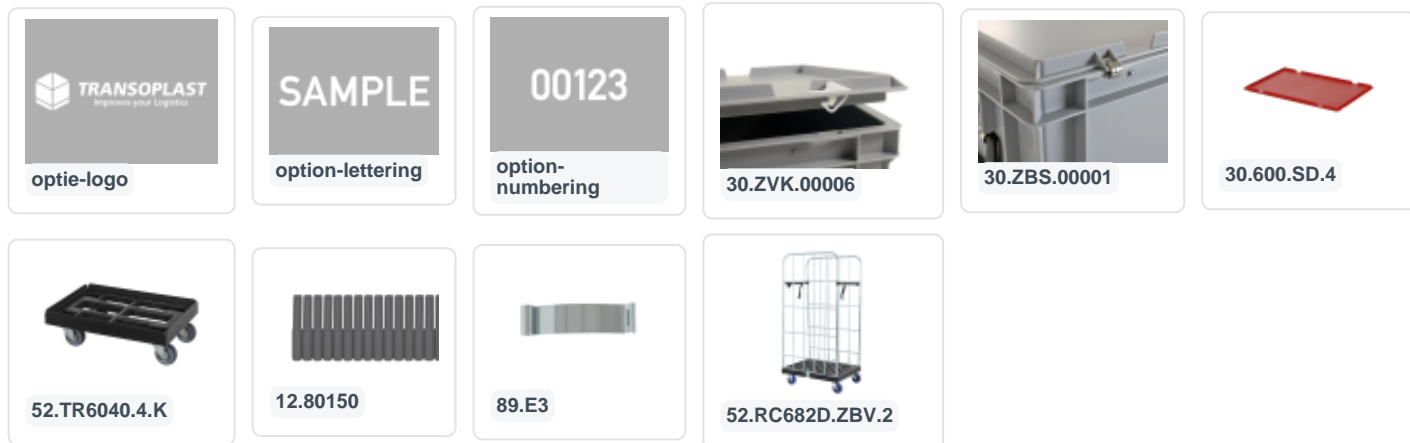 TRANSOPLAST
Improves your Logistics
optie-logo
SAMPLE
option-lettering
00123
option-
numbering
30.ZVK.00006
30.ZBS.00001
30.600.SD.4
52.TR6040.4.K
12.80150
89.E3
52.RC682D.ZBV.2